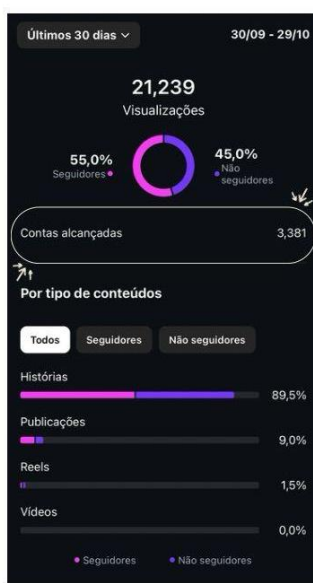 Últimos 30 dias
30/09 - 29/10
21,239
Visualizações
55,0%
Seguidores
45,0%
Não
seguidores
Contas alcançadas
3,381
Por tipo de conteúdos
Todos
Seguidores
Não seguidores
Histórias
89,5%
Publicações
9,0%
Reels
1,5%
Vídeos
0,0%
Seguidores
Não seguidores